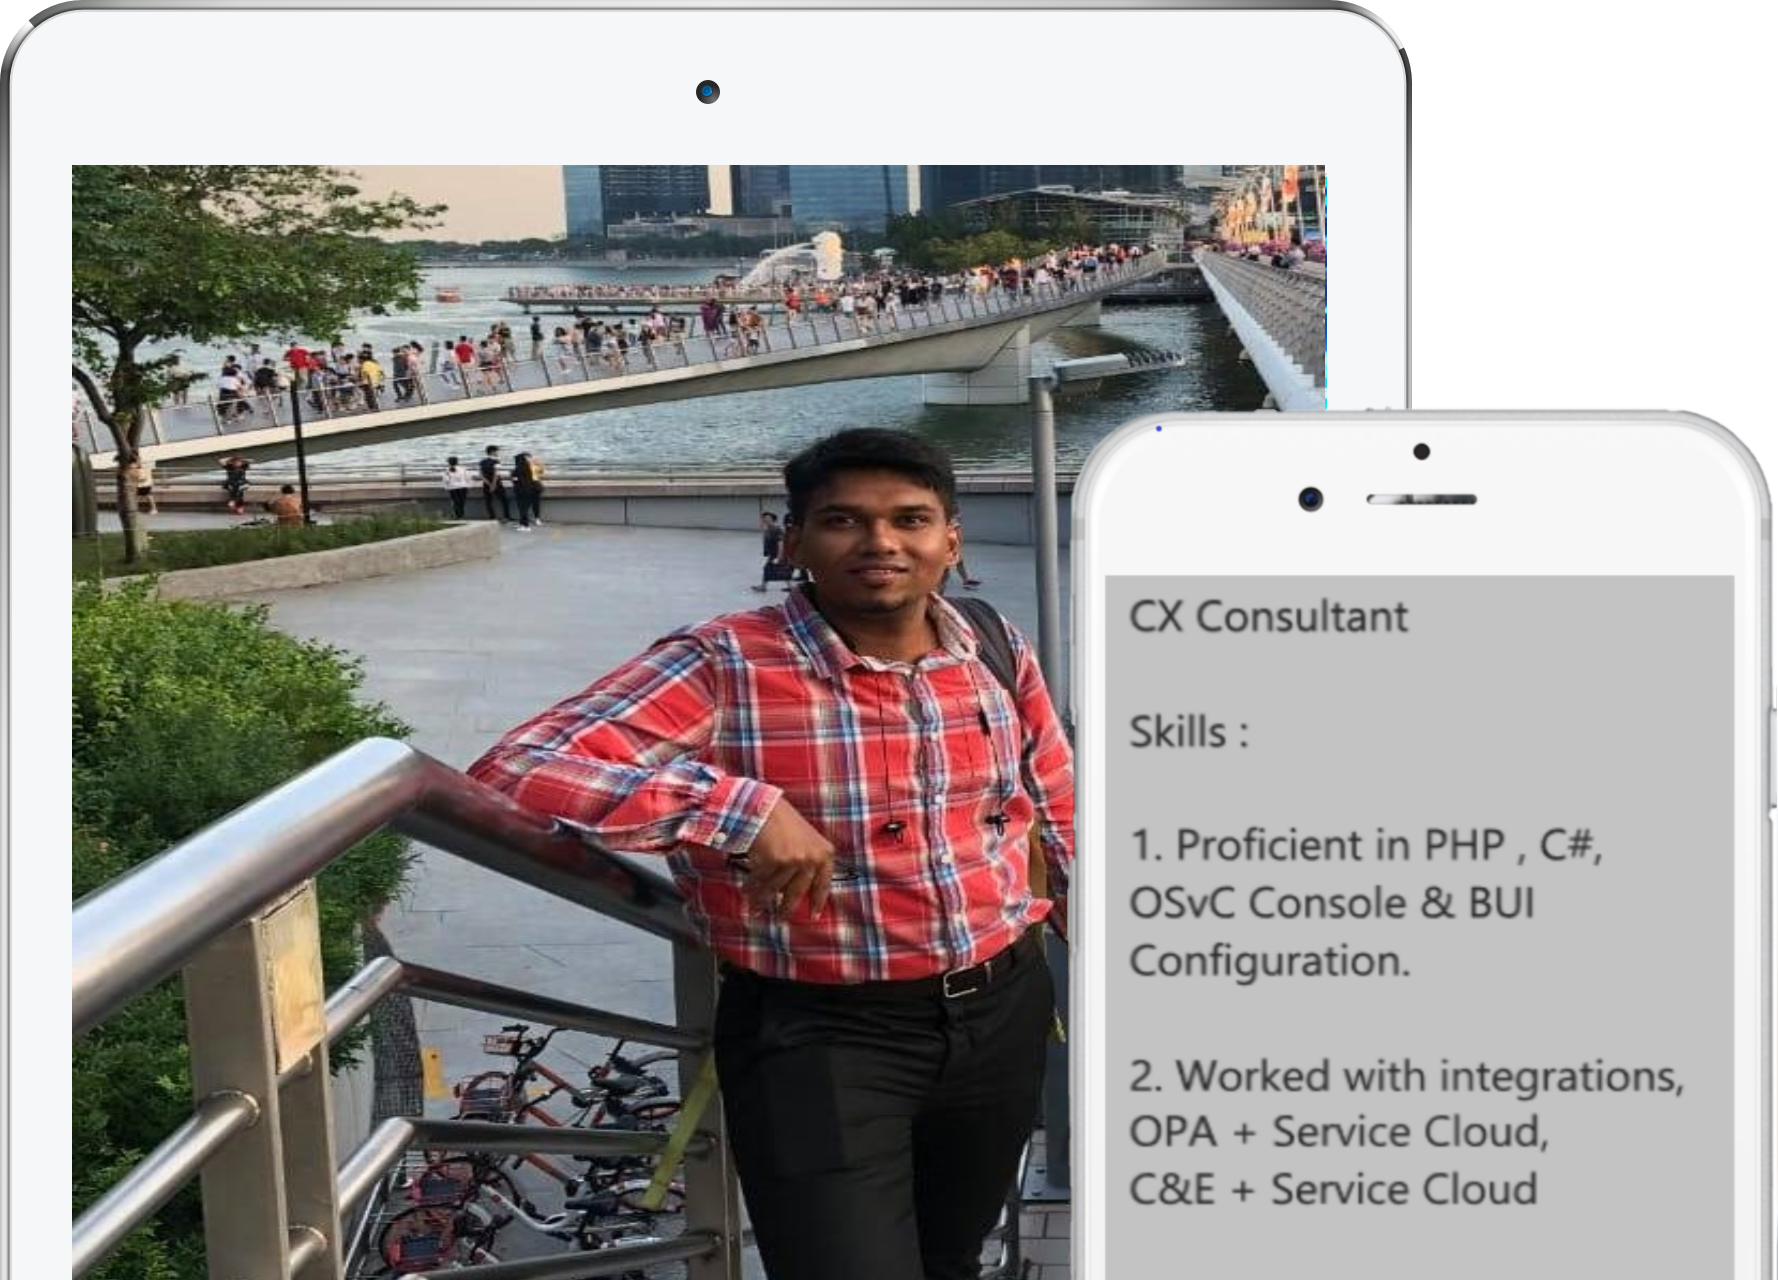 CX Consultant
Skills :
1. Proficient in PHP , C#,
OSvC Console & BUI
Configuration.
2. Worked with integrations,
OPA + Service Cloud,
C&E + Service Cloud